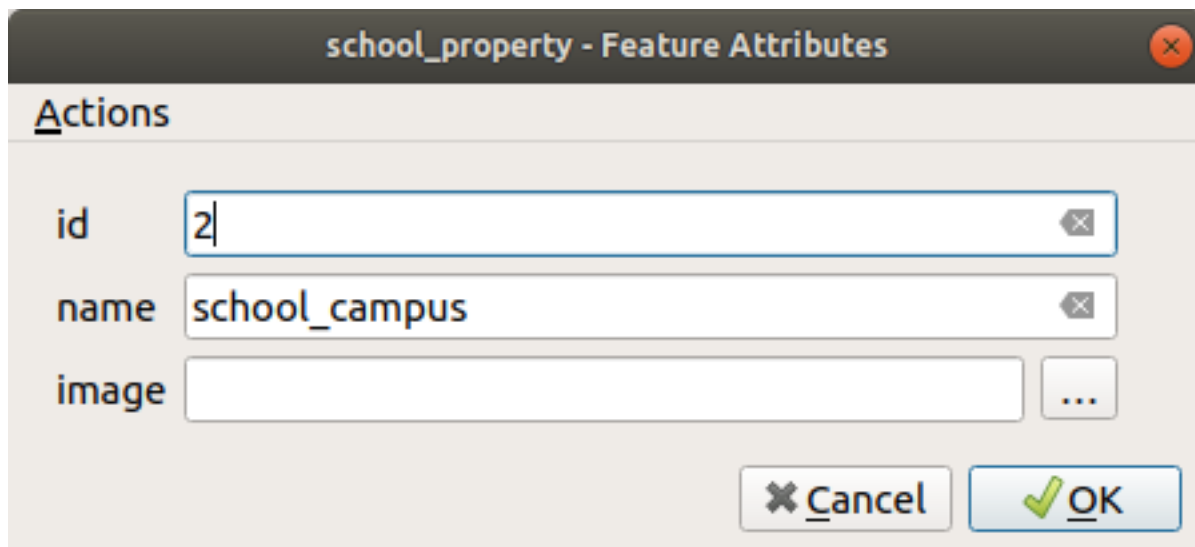 school_property - Feature Attributes
Actions
id 2
name school_campus
image ...
Cancel OK